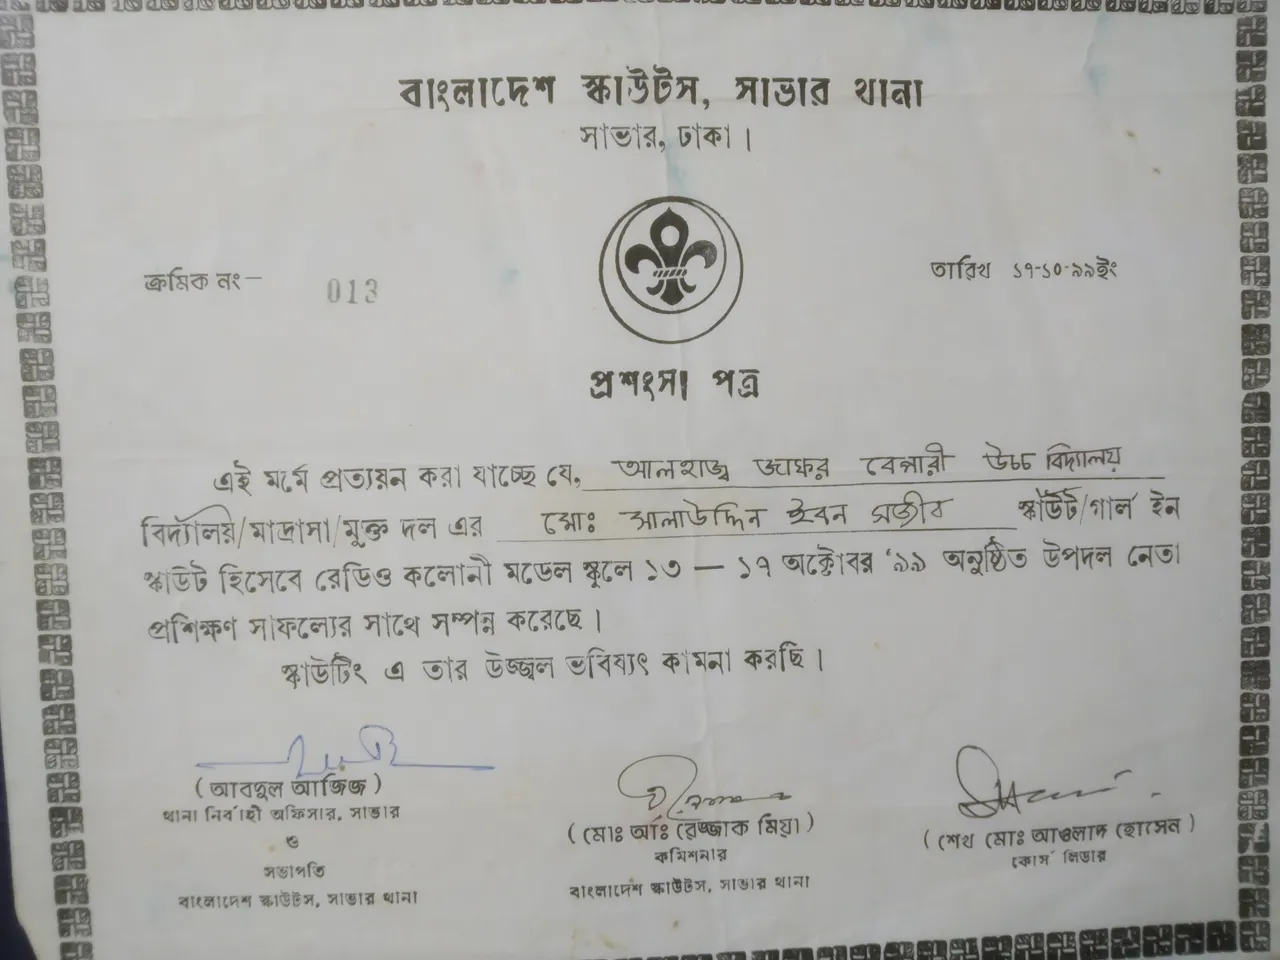 বাংলাদেশ স্কাউটস, সাভার থানা
সাভার, ঢাকা।
ক্রমিক নং- 013
তারিখ ১৭-১০-৯৯ইং
প্রশংসা পত্র
এই মর্মে প্রত্যয়ন করা যাচ্ছে যে, আলহাজ্ব জাফর বেপারী উচ্চ বিদ্যালয়
বিদ্যালয়/মাদ্রাসা/মুক্ত দল এর মোঃ আলাউদ্দিন ইবন সজীব স্কাউট/গার্ল ইন
স্কাউট হিসেবে রেডিও কলোনী মডেল স্কুলে ১৩ — ১৭ অক্টোবর '৯৯ অনুষ্ঠিত উপদল নেতা
প্রশিক্ষণ সাফল্যের সাথে সম্পন্ন করেছে।
স্কাউটিং এ তার উজ্জ্বল ভবিষ্যৎ কামনা করছি।
(আবদুল আজিজ)
থানা নির্বাহী অফিসার, সাভার
ও
সভাপতি
বাংলাদেশ স্কাউটস, সাভার থানা
(মোঃ আঃ রেজ্জাক মিয়া)
কমিশনার
বাংলাদেশ স্কাউটস, সাভার থানা
(শেখ মোঃ আওলাদ হোসেন)
কোর্স লিডার